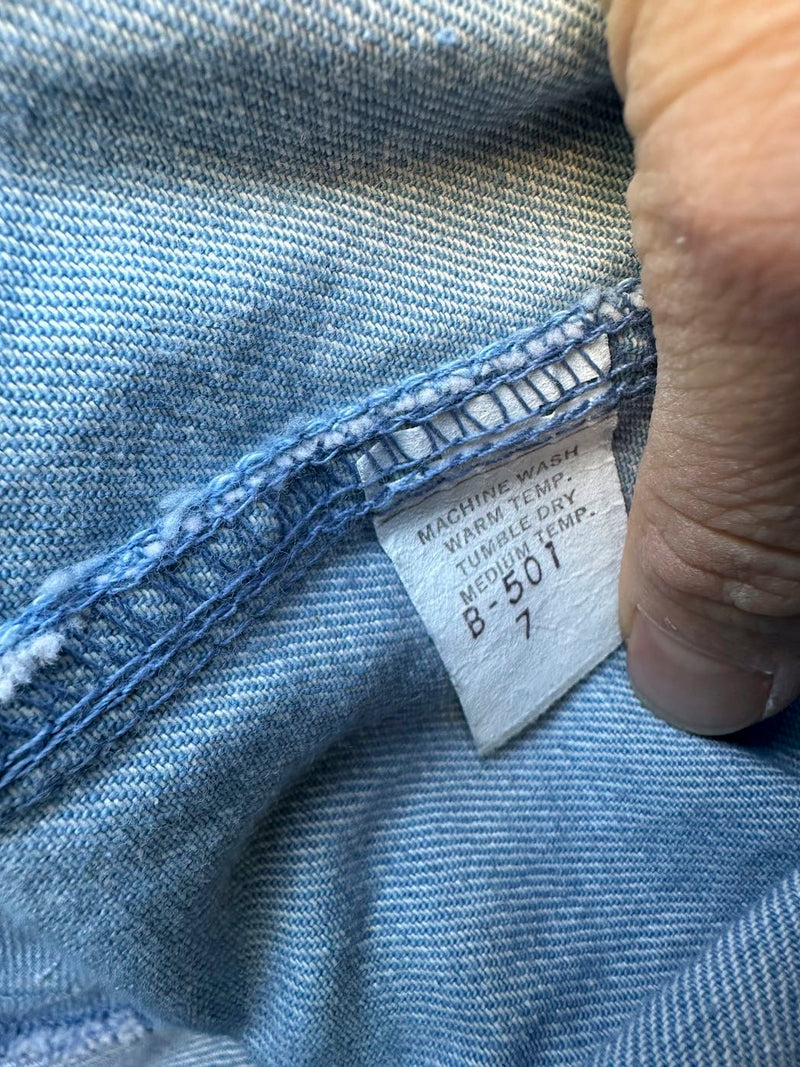 MACHINE WASH
WARM TEMP.
TUMBLE DRY
MEDIUM TEMP.
B-501
7